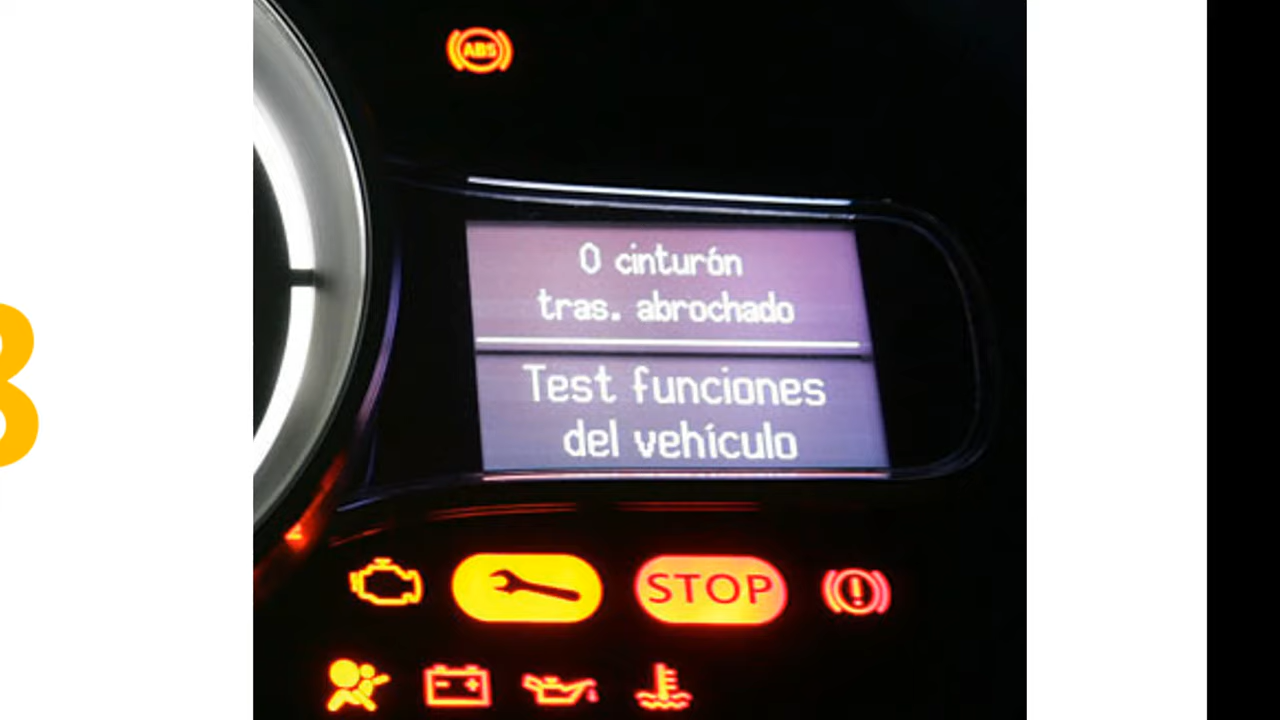 ABS
0 cinturón
tras. abrochado
Test funciones
del vehículo
STOP